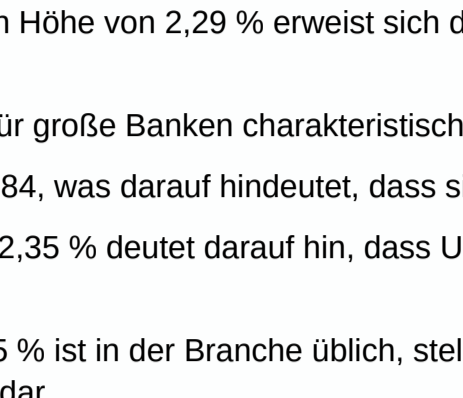 n Höhe von 2,29 % erweist sich d
ür große Banken charakteristisch
84, was darauf hindeutet, dass s
2,35 % deutet darauf hin, dass U
5 % ist in der Branche üblich, stel
dar